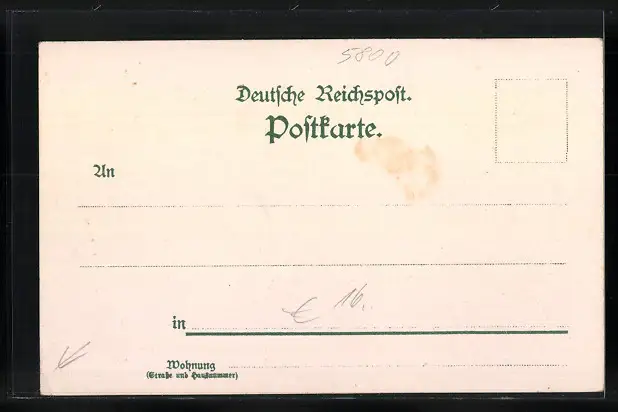 5800
Deutsche Reichspost.
Postkarte.
An
€ 16.
in
Wohnung
(Straße und Hausnummer)